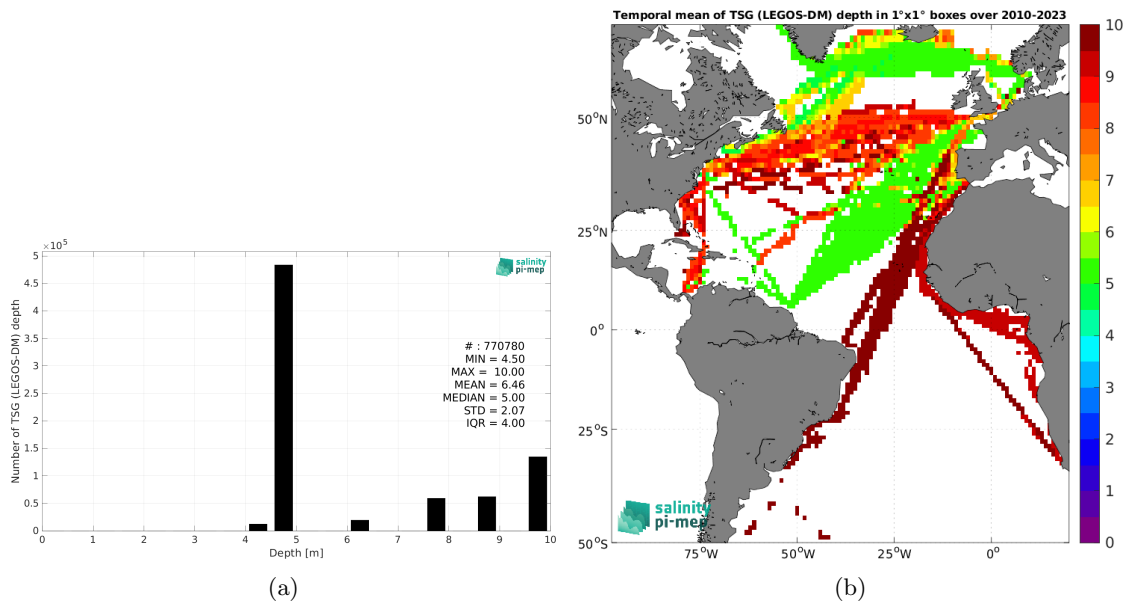 ×10⁵
5
4.5
4
3.5
3
2.5
2
1.5
1
0.5
0
Number of TSG (LEGOS-DM) depth
0 1 2 3 4 5 6 7 8 9 10
Depth [m]
salinity
pi-mep
# : 770780
MIN = 4.50
MAX = 10.00
MEAN = 6.46
MEDIAN = 5.00
STD = 2.07
IQR = 4.00
(a)
Temporal mean of TSG (LEGOS-DM) depth in 1°x1° boxes over 2010-2023
50°N
25°N
0°
25°S
50°S
75°W 50°W 25°W 0°
salinity
pi-mep
10
9
8
7
6
5
4
3
2
1
0
(b)